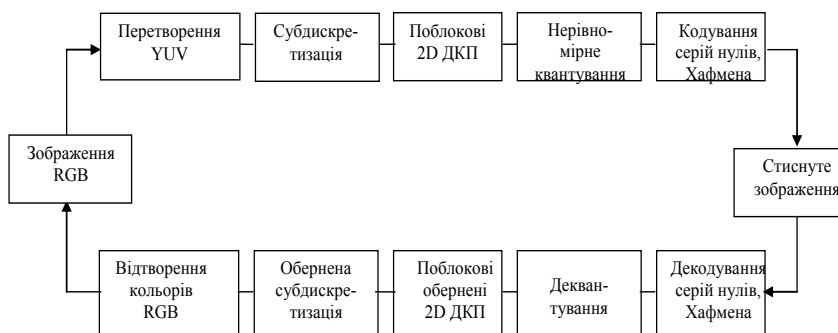 Перетворення
YUV
Субдискре-
тизація
Поблокові
2D ДКП
Нерівно-
мірне
квантування
Кодування
серій нулів,
Хафмена
Зображення
RGB
Стиснуте
зображення
Відтворення
кольорів
RGB
Обернена
субдискре-
тизація
Поблокові
обернені
2D ДКП
Декван-
тування
Декодування
серій нулів,
Хафмена